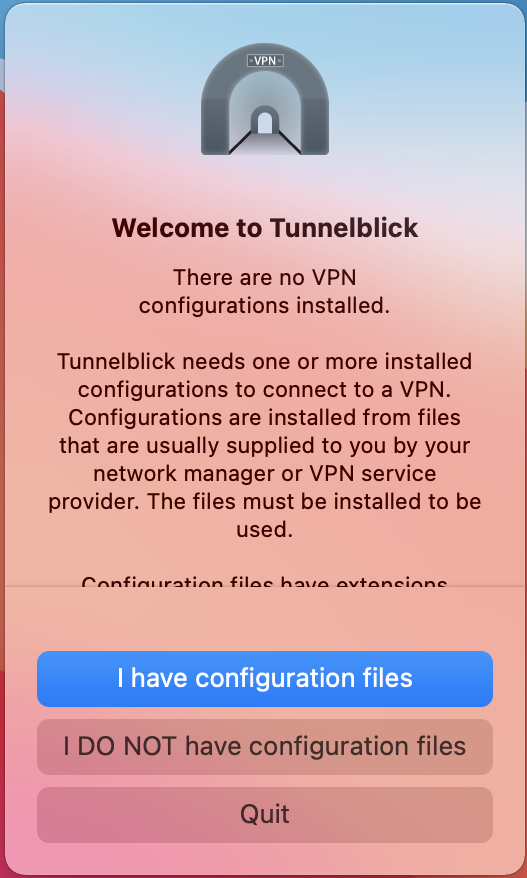 VPN
Welcome to Tunnelblick
There are no VPN
configurations installed.
Tunnelblick needs one or more installed
configurations to connect to a VPN.
Configurations are installed from files
that are usually supplied to you by your
network manager or VPN service
provider. The files must be installed to be
used.
Configuration files have extensions
I have configuration files
I DO NOT have configuration files
Quit